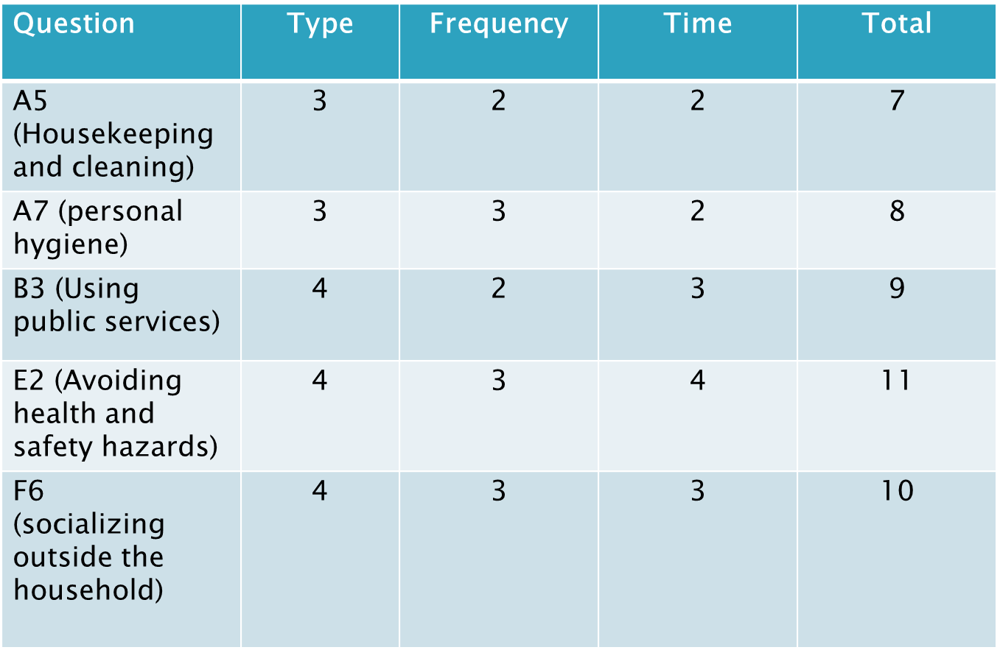 Question Type Frequency Time Total
A5 3 2 2 7
(Housekeeping
and cleaning)
A7 (personal 3 3 2 8
hygiene)
B3 (Using 4 2 3 9
public services)
E2 (Avoiding 4 3 4 11
health and
safety hazards)
F6 4 3 3 10
(socializing
outside the
household)